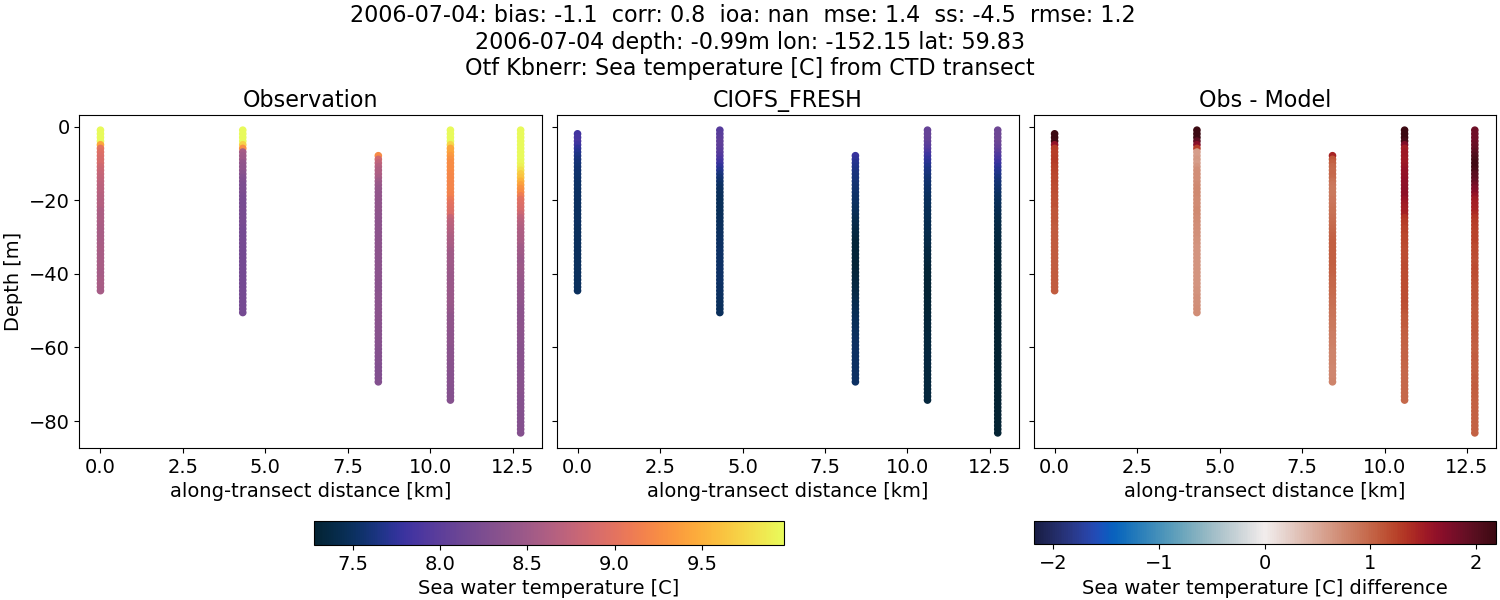 2006-07-04: bias: -1.1  corr: 0.8  ioa: nan  mse: 1.4  ss: -4.5  rmse: 1.2
2006-07-04 depth: -0.99m lon: -152.15 lat: 59.83
Otf Kbnerr: Sea temperature [C] from CTD transect
Observation
CIOFS_FRESH
Obs - Model
Depth [m]
0
−20
−40
−60
−80
0.0 2.5 5.0 7.5 10.0 12.5
0.0 2.5 5.0 7.5 10.0 12.5
0.0 2.5 5.0 7.5 10.0 12.5
along-transect distance [km]
along-transect distance [km]
along-transect distance [km]
7.5 8.0 8.5 9.0 9.5
Sea water temperature [C]
−2 −1 0 1 2
Sea water temperature [C] difference